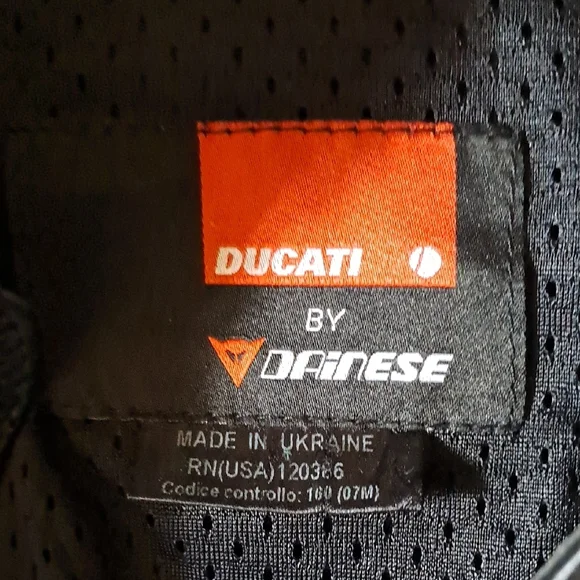 DUCATI
BY
DAINESE
MADE IN UKRAINE
RN(USA)120386
Codice controllo: 160 (07M)